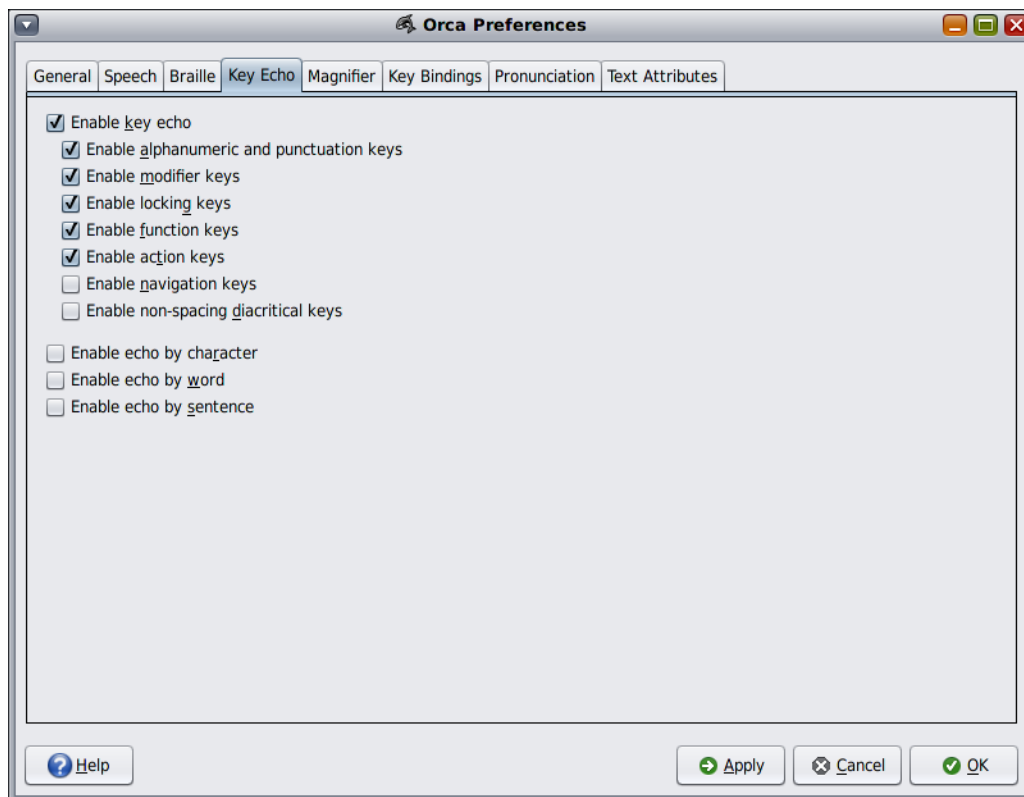 Orca Preferences
General Speech Braille Key Echo Magnifier Key Bindings Pronunciation Text Attributes
Enable key echo
Enable alphanumeric and punctuation keys
Enable modifier keys
Enable locking keys
Enable function keys
Enable action keys
Enable navigation keys
Enable non-spacing diacritical keys
Enable echo by character
Enable echo by word
Enable echo by sentence
Help Apply Cancel OK